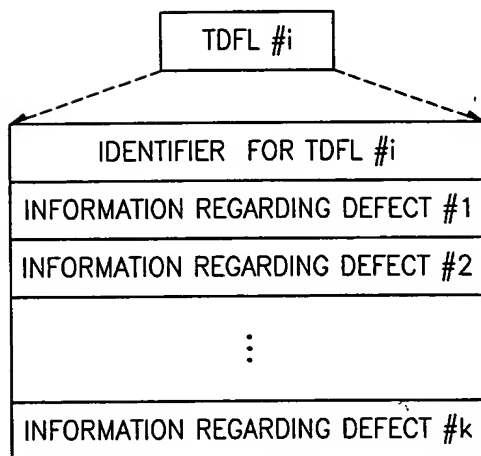 TDFL #i
IDENTIFIER FOR TDFL #i
INFORMATION REGARDING DEFECT #1
INFORMATION REGARDING DEFECT #2
⋮
INFORMATION REGARDING DEFECT #k